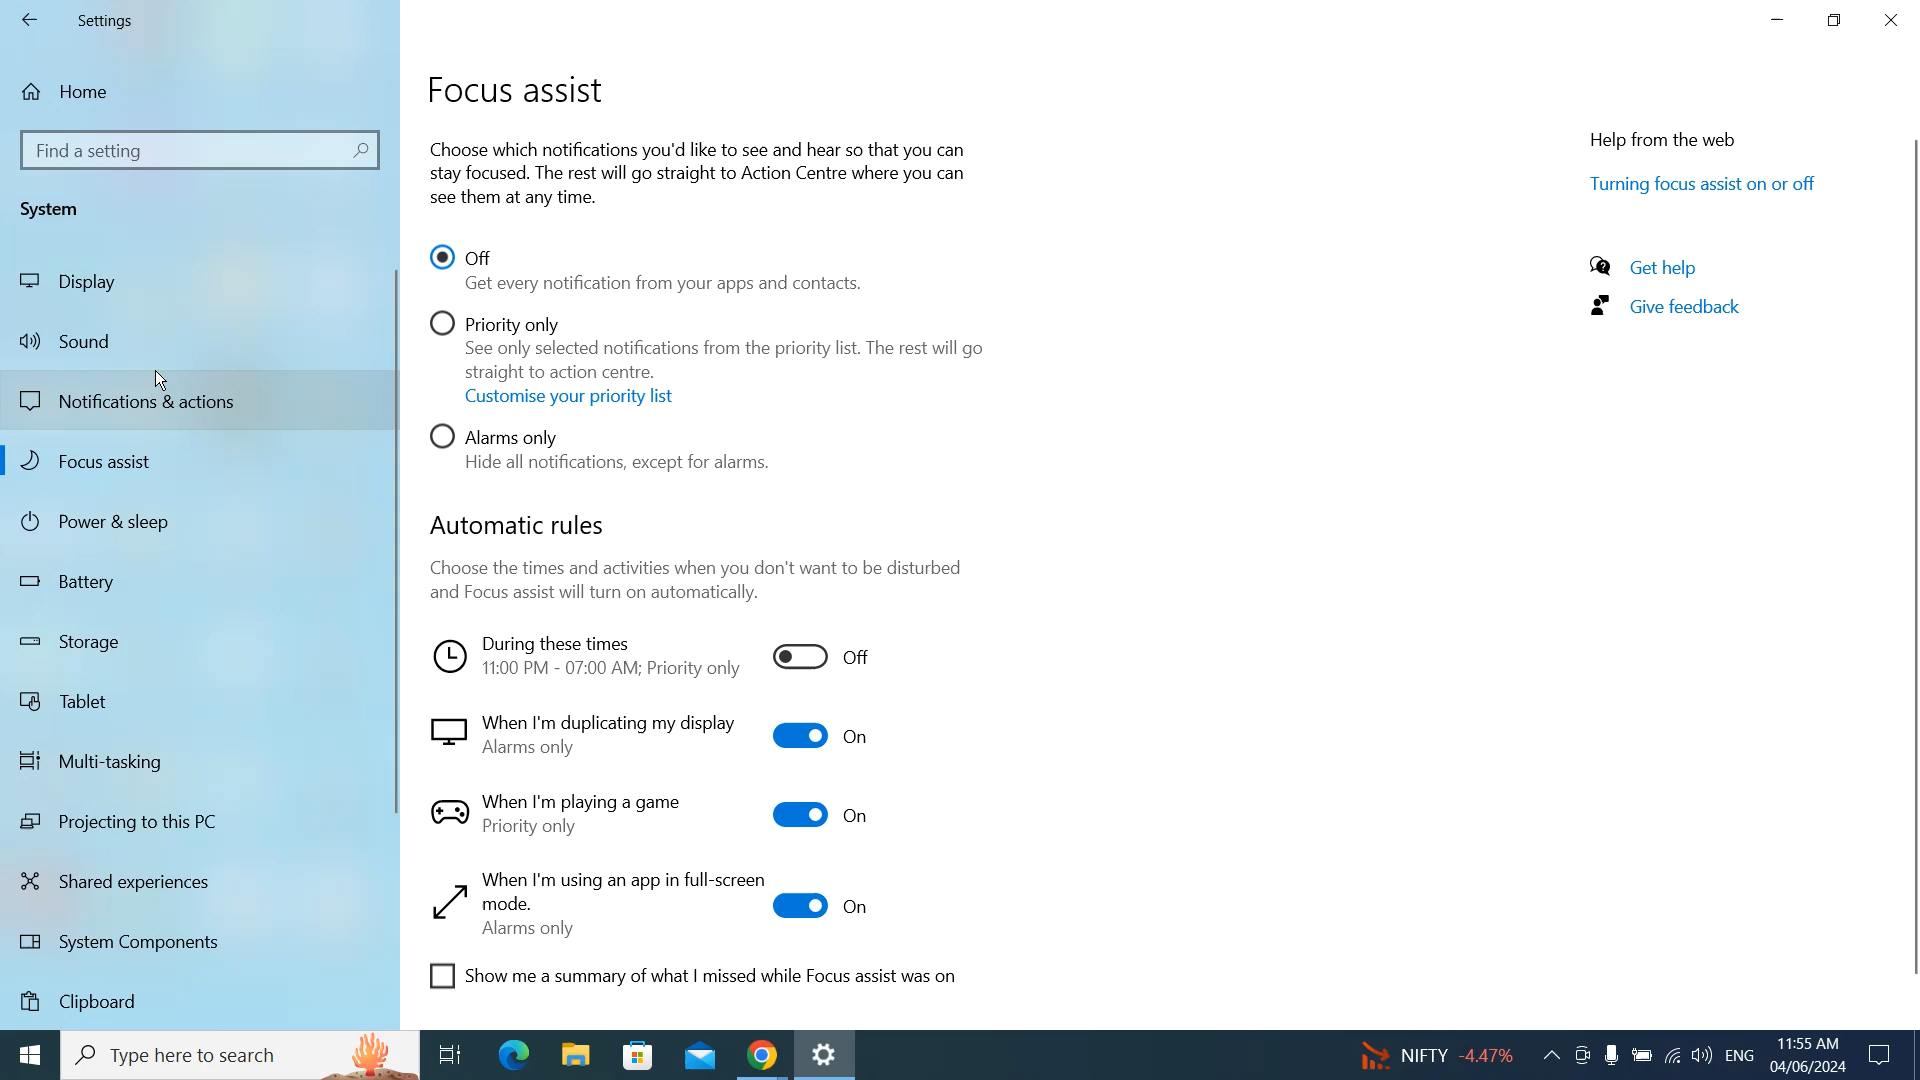 Settings
Home
Find a setting
System
Display
Sound
Notifications & actions
Focus assist
Power & sleep
Battery
Storage
Tablet
Multi-tasking
Projecting to this PC
Shared experiences
System Components
Clipboard
Focus assist
Choose which notifications you'd like to see and hear so that you can
stay focused. The rest will go straight to Action Centre where you can
see them at any time.
Off
Get every notification from your apps and contacts.
Priority only
See only selected notifications from the priority list. The rest will go
straight to action centre.
Customise your priority list
Alarms only
Hide all notifications, except for alarms.
Automatic rules
Choose the times and activities when you don't want to be disturbed
and Focus assist will turn on automatically.
During these times
11:00 PM - 07:00 AM; Priority only
Off
When I'm duplicating my display
Alarms only
On
When I'm playing a game
Priority only
On
When I'm using an app in full-screen
mode.
Alarms only
On
Show me a summary of what I missed while Focus assist was on
Help from the web
Turning focus assist on or off
Get help
Give feedback
Type here to search
NIFTY -4.47%
ENG
11:55 AM
04/06/2024